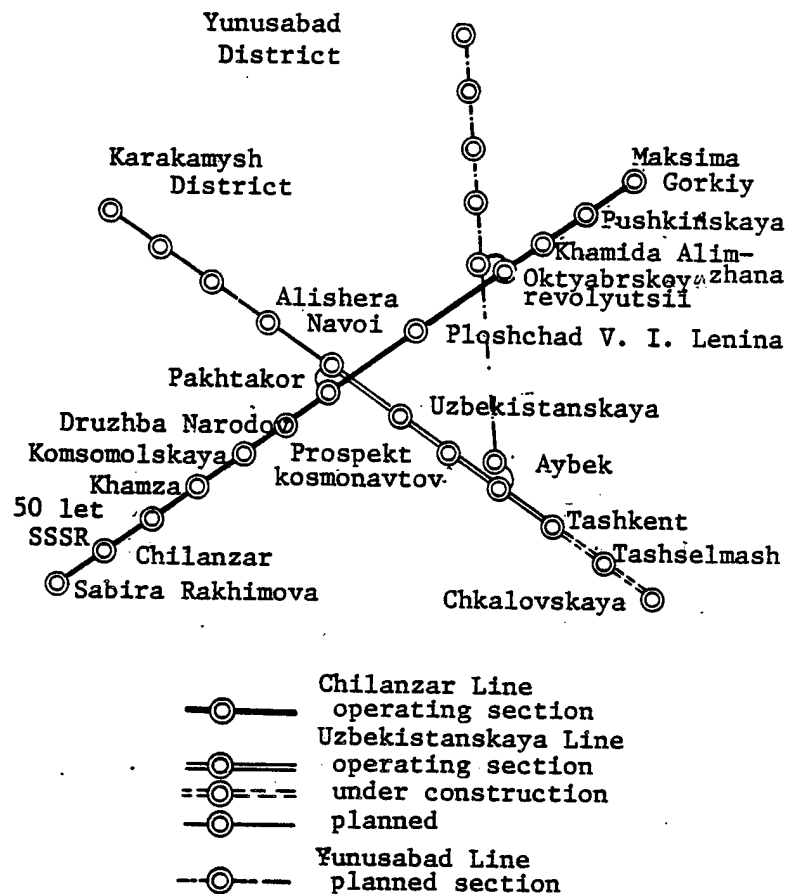 Yunusabad
District
Karakamysh
District
Maksima
Gorkiy
Pushkinskaya
Khamida Alim-
zhana
Oktyabrskoy
revolyutsii
Alishera
Navoi
Ploshchad V. I. Lenina
Pakhtakor
Uzbekistanskaya
Druzhba Narodov
Komsomolskaya
Prospekt
kosmonavtov
Aybek
Khamza
50 let
SSSR
Tashkent
Chilanzar
Tashselmash
Sabira Rakhimova
Chkalovskaya
Chilanzar Line
operating section
Uzbekistanskaya Line
operating section
under construction
planned
Yunusabad Line
planned section